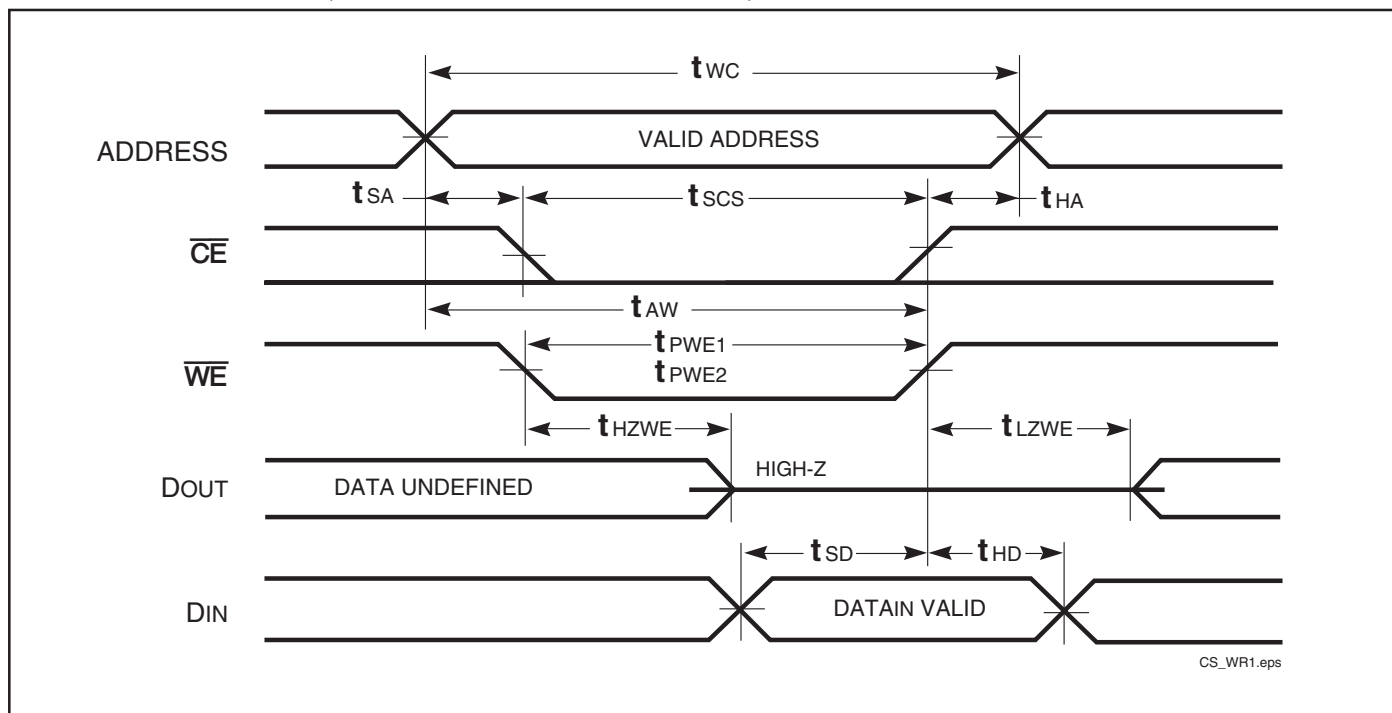 tWC
ADDRESS
VALID ADDRESS
tSA
tSCS
tHA
CE
tAW
WE
tPWE1
tPWE2
tHZWE
tLZWE
DOUT
DATA UNDEFINED
HIGH-Z
tSD
tHD
DIN
DATAIN VALID
CS_WR1.eps